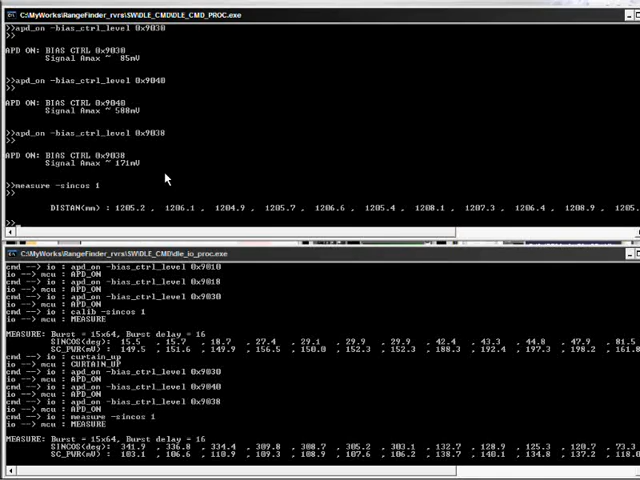 C:\MyWorks\RangeFinder_rvrs\SW\DLE_CMD\DLE_CMD_PROC.exe
>>apd_on -bias_ctrl_level 0x9030
>>
APD ON: BIAS CTRL 0x9030
Signal Amax ~ 85mV
>>apd_on -bias_ctrl_level 0x9040
>>
APD ON: BIAS CTRL 0x9040
Signal Amax ~ 588mV
>>apd_on -bias_ctrl_level 0x9038
>>
APD ON: BIAS CTRL 0x9038
Signal Amax ~ 171mV
>>measure -sincos 1
>>
DISTAN(mm) : 1205.2 , 1206.1 , 1204.9 , 1205.7 , 1206.6 , 1205.4 , 1208.1 , 1207.3 , 1206.4 , 1208.9 , 1205.
>>_
C:\MyWorks\RangeFinder_rvrs\SW\DLE_CMD\dle_io_proc.exe
cmd --> io : apd_on -bias_ctrl_level 0x9010
io --> mcu : APD_ON
cmd --> io : apd_on -bias_ctrl_level 0x9018
io --> mcu : APD_ON
cmd --> io : apd_on -bias_ctrl_level 0x9030
io --> mcu : APD_ON
cmd --> io : calib -sincos 1
io --> mcu : MEASURE
MEASURE: Burst = 15x64, Burst delay = 16
SINCOS(deg): 15.5 , 15.7 , 18.7 , 27.4 , 29.1 , 29.9 , 29.9 , 42.4 , 43.3 , 44.8 , 47.9 , 81.5
SC_PWR(mV) : 149.5 , 151.6 , 149.9 , 156.5 , 150.0 , 152.3 , 152.3 , 188.3 , 192.4 , 197.3 , 198.2 , 161.8
cmd --> io : curtain_up
io --> mcu : CURTAIN_UP
cmd --> io : apd_on -bias_ctrl_level 0x9030
io --> mcu : APD_ON
cmd --> io : apd_on -bias_ctrl_level 0x9040
io --> mcu : APD_ON
cmd --> io : apd_on -bias_ctrl_level 0x9038
io --> mcu : APD_ON
cmd --> io : measure -sincos 1
io --> mcu : MEASURE
MEASURE: Burst = 15x64, Burst delay = 16
SINCOS(deg): 341.9 , 336.8 , 334.4 , 309.8 , 308.7 , 305.2 , 303.1 , 132.7 , 128.9 , 125.3 , 120.7 , 73.3
SC_PWR(mV) : 103.1 , 106.6 , 110.9 , 109.3 , 108.9 , 107.6 , 106.2 , 138.7 , 140.1 , 134.8 , 137.2 , 118.0